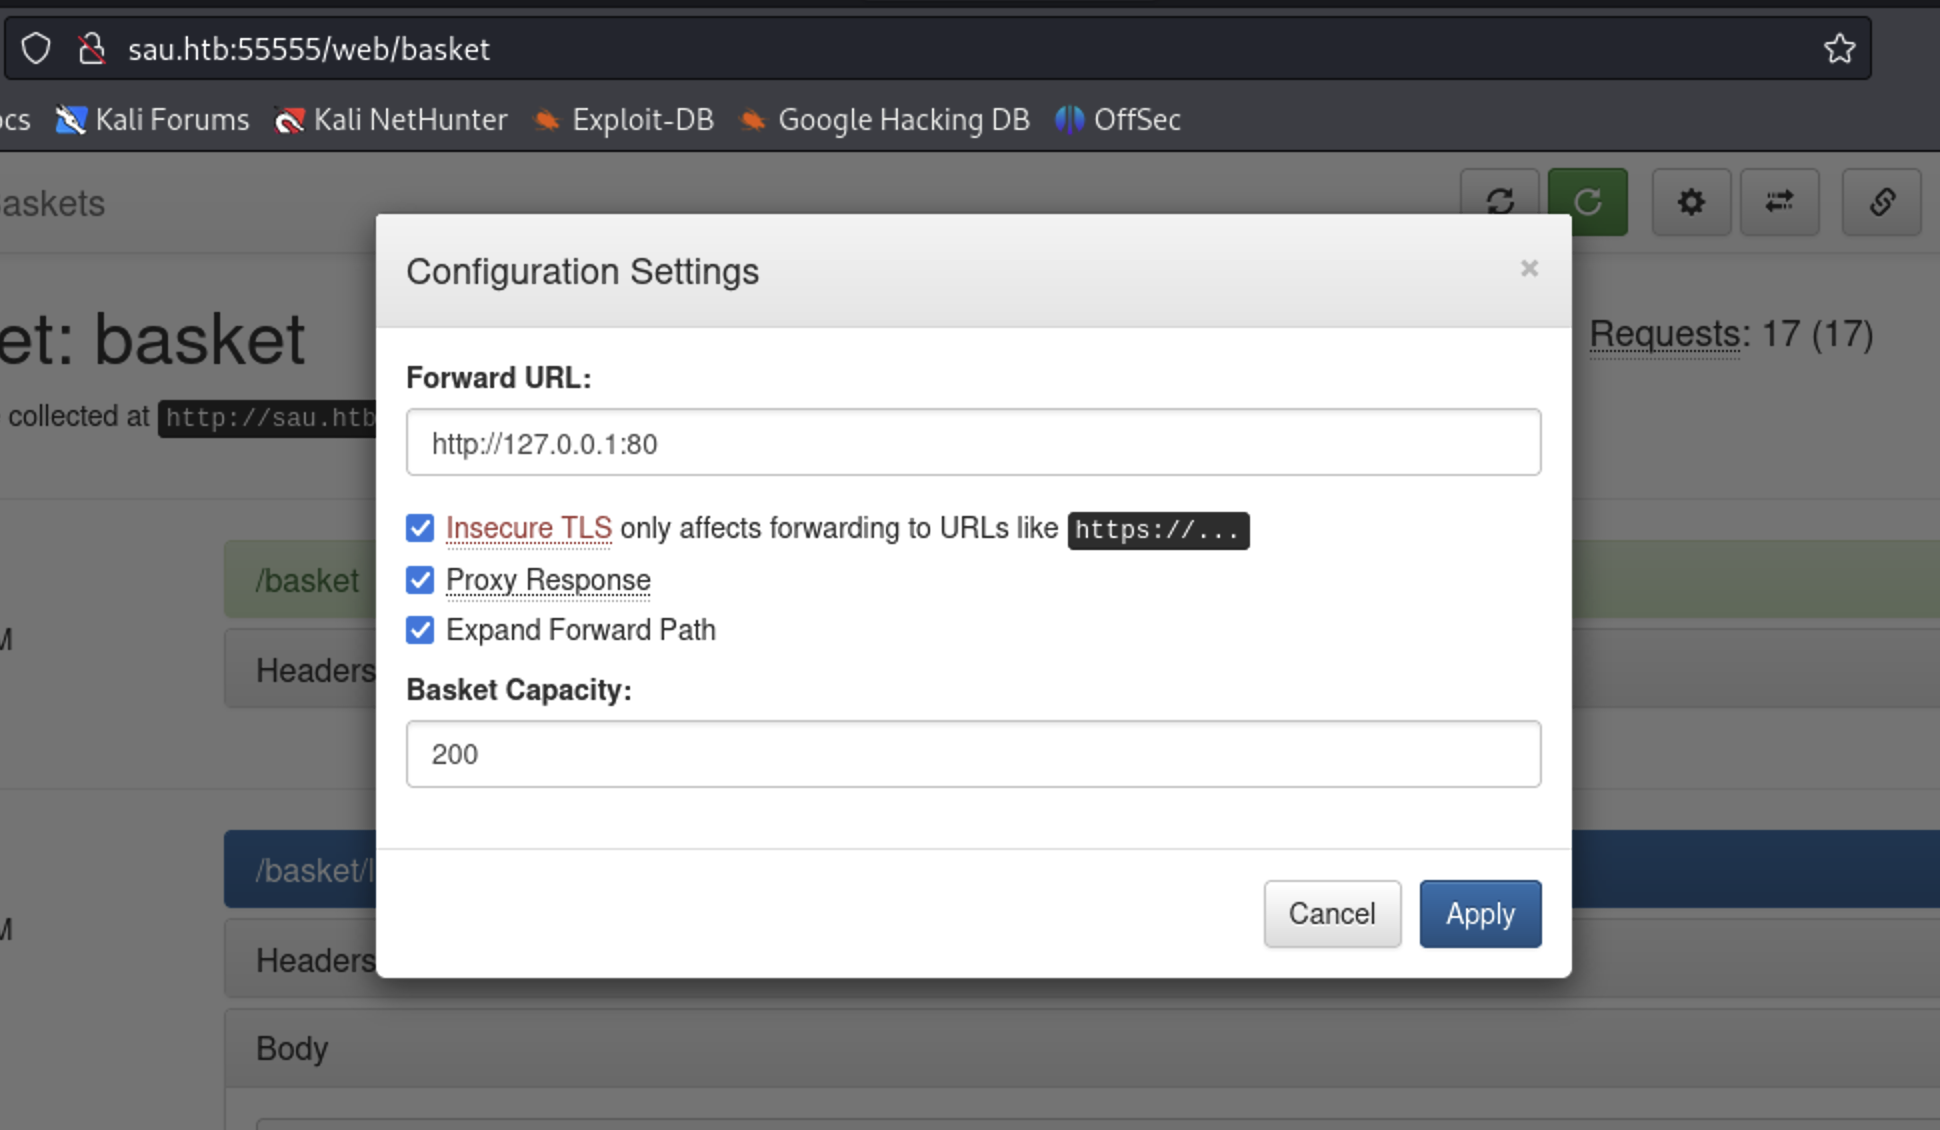 sau.htb:55555/web/basket
ocs Kali Forums Kali NetHunter Exploit-DB Google Hacking DB OffSec
askets
Configuration Settings ×
et: basket
Requests: 17 (17)
Forward URL:
collected at http://sau.htb
http://127.0.0.1:80
Insecure TLS only affects forwarding to URLs like https://...
/basket
Proxy Response
Expand Forward Path
M
Headers
Basket Capacity:
200
/basket/l
Cancel Apply
M
Headers
Body